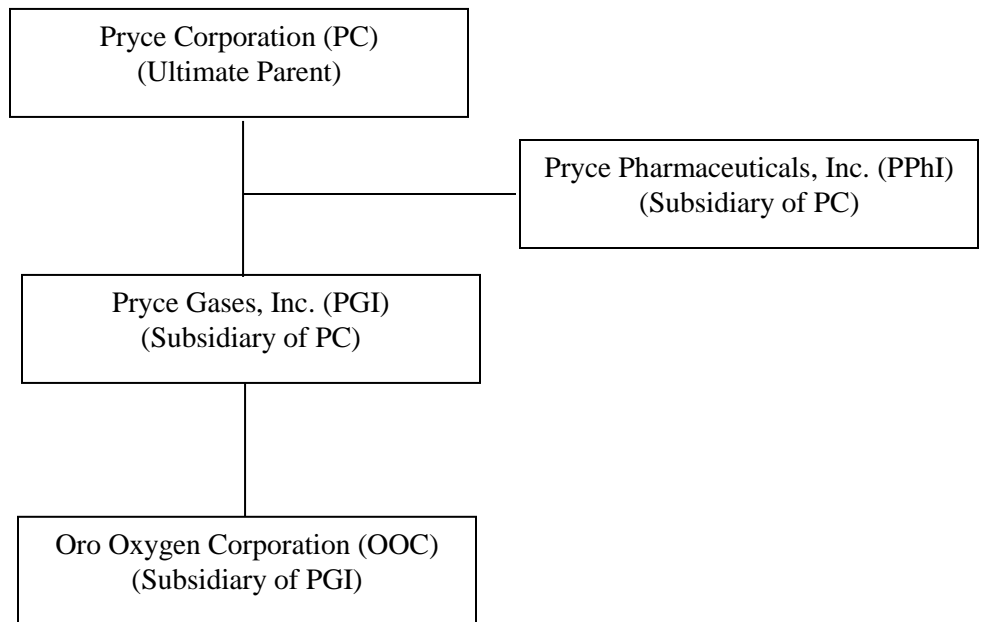 Pryce Corporation (PC)
(Ultimate Parent)
Pryce Pharmaceuticals, Inc. (PPhI)
(Subsidiary of PC)
Pryce Gases, Inc. (PGI)
(Subsidiary of PC)
Oro Oxygen Corporation (OOC)
(Subsidiary of PGI)